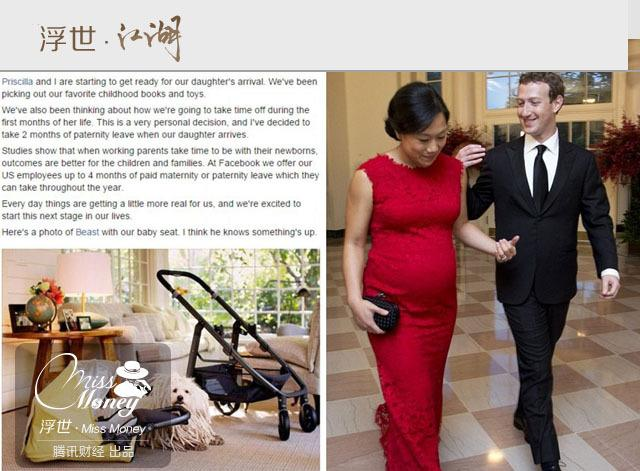 浮世·江湖
Priscilla and I are starting to get ready for our daughter's arrival. We've been
picking out our favorite childhood books and toys.
We've also been thinking about how we're going to take time off during the
first months of her life. This is a very personal decision, and I've decided to
take 2 months of paternity leave when our daughter arrives.
Studies show that when working parents take time to be with their newborns,
outcomes are better for the children and families. At Facebook we offer our
US employees up to 4 months of paid maternity or paternity leave which they
can take throughout the year.
Every day things are getting a little more real for us, and we're excited to
start this next stage in our lives.
Here's a photo of Beast with our baby seat. I think he knows something's up.
Miss
Money
浮世·Miss Money·
腾讯财经 出品